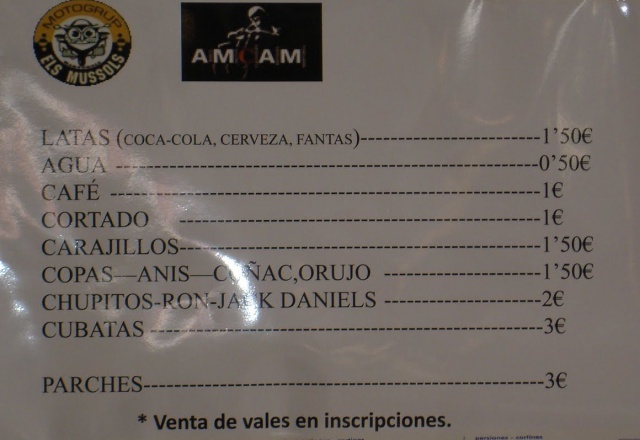 MOTOGRUP
ELS MUSSOLS
AMCAM
LATAS (COCA-COLA, CERVEZA, FANTAS)------------------------1'50€
AGUA --------------------------------------------------------0'50€
CAFÉ ---------------------------------------------------------1€
CORTADO ------------------------------------------------1€
CARAJILLOS------------------------------------------------1'50€
COPAS—ANIS—COÑAC,ORUJO ---------------------1'50€
CHUPITOS-RON-JACK DANIELS ---------------------2€
CUBATAS ----------------------------------------------------3€
PARCHES-----------------------------------------------------3€
* Venta de vales en inscripciones.